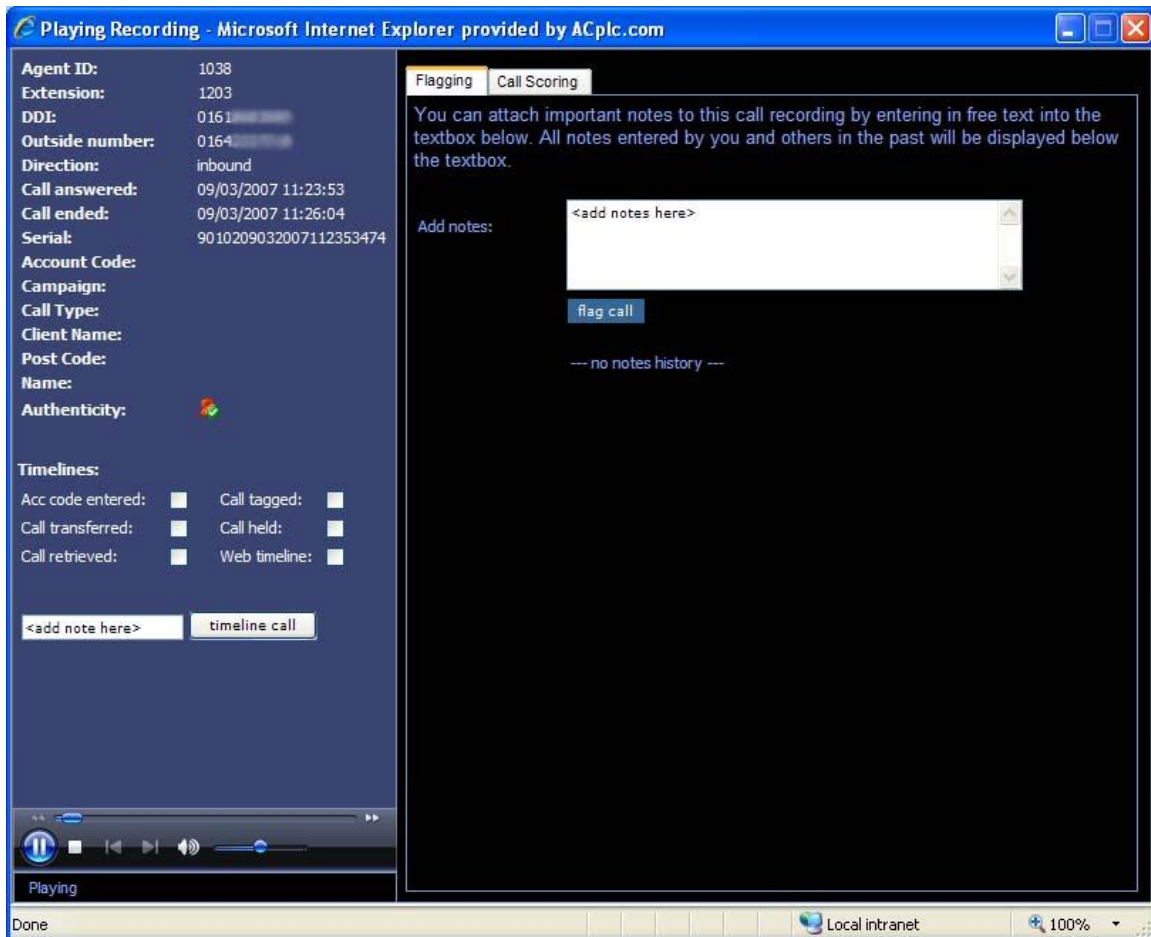 Playing Recording - Microsoft Internet Explorer provided by ACplc.com
Agent ID: 1038
Extension: 1203
DDI: 0161
Outside number: 0164
Direction: inbound
Call answered: 09/03/2007 11:23:53
Call ended: 09/03/2007 11:26:04
Serial: 9010209032007112353474
Account Code:
Campaign:
Call Type:
Client Name:
Post Code:
Name:
Authenticity:
Timelines:
Acc code entered: Call tagged:
Call transferred: Call held:
Call retrieved: Web timeline:
<add note here> timeline call
Playing
Flagging Call Scoring
You can attach important notes to this call recording by entering in free text into the
textbox below. All notes entered by you and others in the past will be displayed below
the textbox.
Add notes: <add notes here>
flag call
--- no notes history ---
Done Local intranet 100%